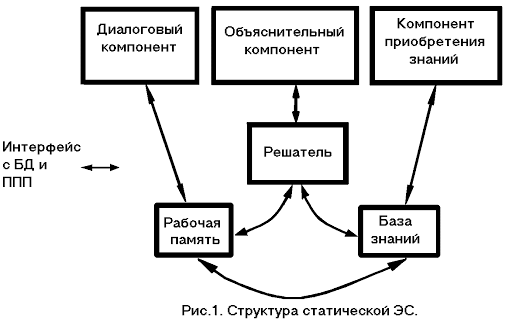 Диалоговый
компонент
Объяснительный
компонент
Компонент
приобретения
знаний
Интерфейс
с БД и
ППП
Решатель
Рабочая
память
База
знаний
Рис.1. Структура статической ЭС.